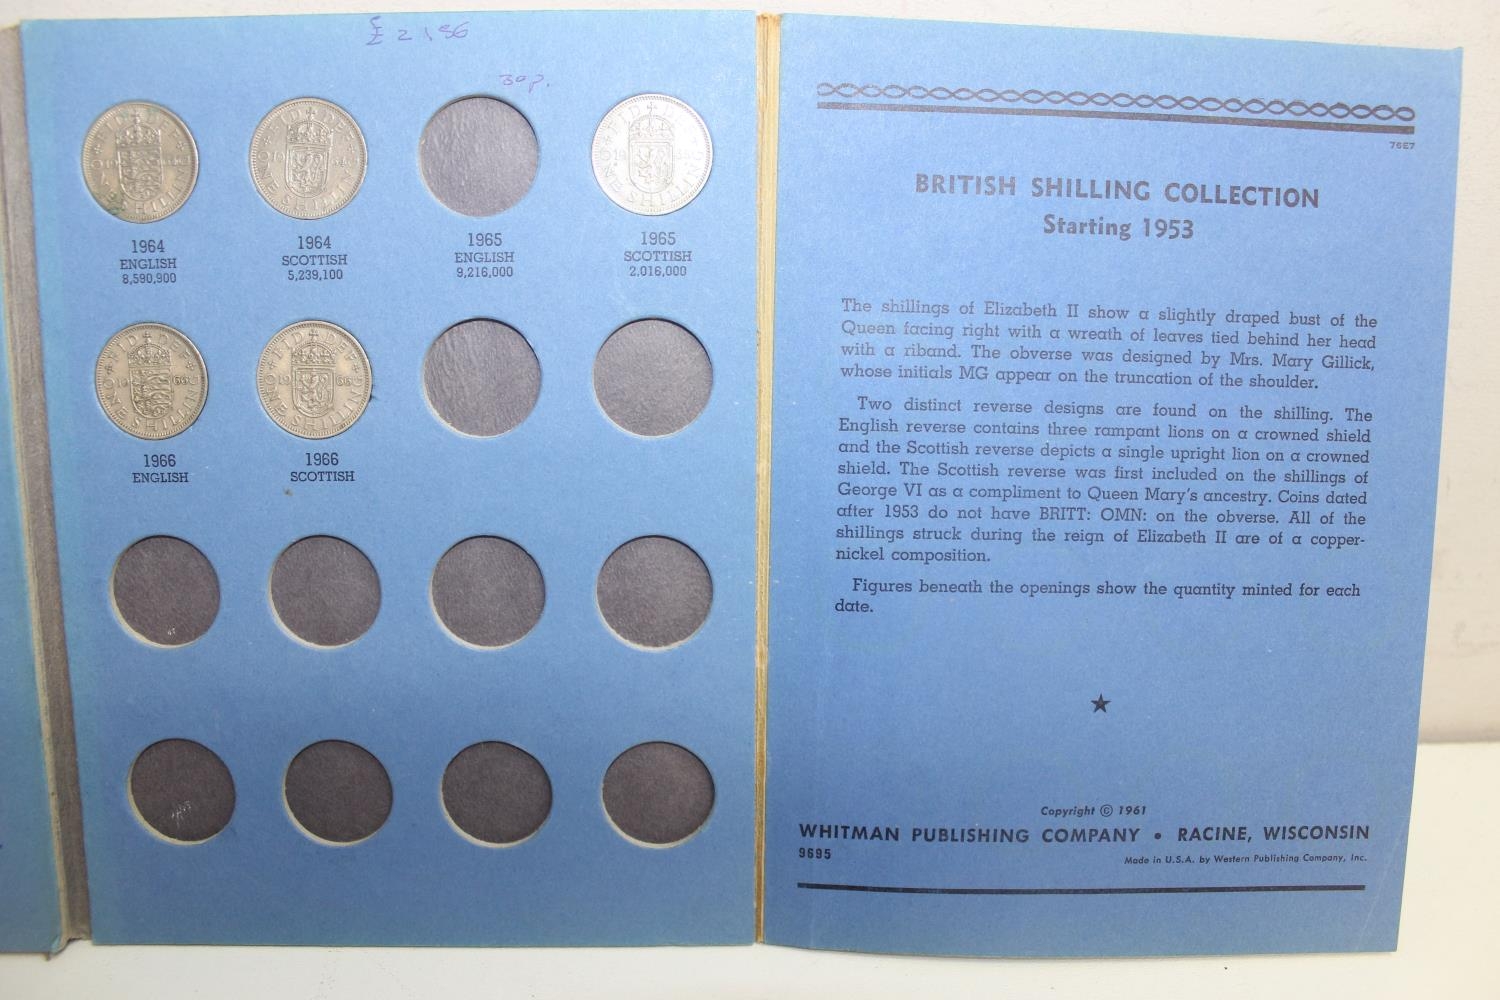 £ 21.56
30p.
1964
ENGLISH
8,590,900
1964
SCOTTISH
5,239,100
1965
ENGLISH
9,216,000
1965
SCOTTISH
2,016,000
1966
ENGLISH
1966
SCOTTISH
76E7
BRITISH SHILLING COLLECTION
Starting 1953
The shillings of Elizabeth II show a slightly draped bust of the
Queen facing right with a wreath of leaves tied behind her head
with a riband. The obverse was designed by Mrs. Mary Gillick,
whose initials MG appear on the truncation of the shoulder.
Two distinct reverse designs are found on the shilling. The
English reverse contains three rampant lions on a crowned shield
and the Scottish reverse depicts a single upright lion on a crowned
shield. The Scottish reverse was first included on the shillings of
George VI as a compliment to Queen Mary's ancestry. Coins dated
after 1953 do not have BRITT: OMN: on the obverse. All of the
shillings struck during the reign of Elizabeth II are of a copper-
nickel composition.
Figures beneath the openings show the quantity minted for each
date.
Copyright © 1961
WHITMAN PUBLISHING COMPANY • RACINE, WISCONSIN
9695
Made in U.S.A. by Western Publishing Company, Inc.